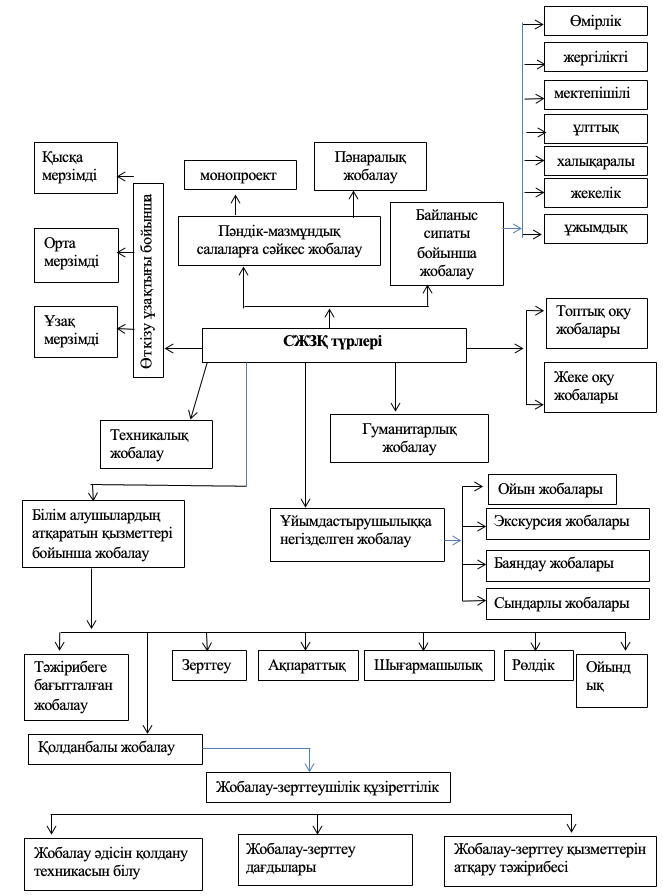 Өмірлік
жергілікті
мектепішілі
ұлттық
халықаралы
жекелік
ұжымдық
Қысқа
мерзімді
Орта
мерзімді
Ұзақ
мерзімді
Өткізу ұзақтығы бойынша
монопроект
Пәнаралық
жобалау
Пәндік-мазмұндық
салаларға сәйкес жобалау
Байланыс
сипаты
бойынша
жобалау
СЖЗҚ түрлері
Топтық оқу
жобалары
Жеке оқу
жобалары
Техникалық
жобалау
Гуманитарлық
жобалау
Білім алушылардың
атқаратын қызметтері
бойынша жобалау
Ұйымдастырушылыққа
негізделген жобалау
Ойын жобалары
Экскурсия жобалары
Баяндау жобалары
Сындарлы жобалары
Тәжірибеге
бағытталған
жобалау
Зерттеу
Ақпараттық
Шығармашылық
Рөлдік
Ойынд
ық
Қолданбалы жобалау
Жобалау-зерттеушілік құзіреттілік
Жобалау әдісін қолдану
техникасын білу
Жобалау-зерттеу
дағдылары
Жобалау-зерттеу қызметтерін
атқару тәжірибесі